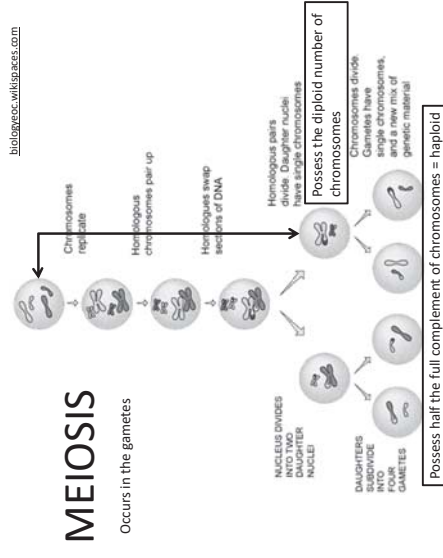 MEIOSIS
Occurs in the gametes
biologyeoc.wikispaces.com
Chromosomes
replicate
Homologous
chromosomes pair up
Homologues swap
sections of DNA
NUCLEUS DIVIDES
INTO TWO
DAUGHTER
NUCLEI
Homologous pairs
divide. Daughter nuclei
have single chromosomes
Possess the diploid number of
chromosomes
DAUGHTERS
SUBDIVIDE
INTO
FOUR
GAMETES
Chromosomes divide.
Gametes have
single chromosomes,
and a new mix of
genetic material
Possess half the full complement of chromosomes = haploid